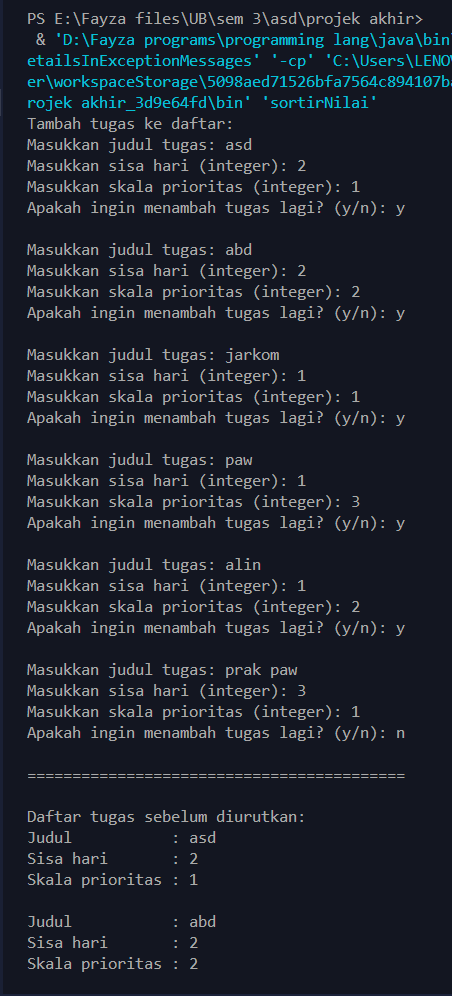 PS E:\Fayza files\UB\sem 3\asd\projek akhir>
& 'D:\Fayza programs\programming lang\java\bin
etailsInExceptionMessages' '-cp' 'C:\Users\LENO
er\workspaceStorage\5098aed71526bfa7564c894107b
rojek akhir_3d9e64fd\bin' 'sortirNilai'
Tambah tugas ke daftar:
Masukkan judul tugas: asd
Masukkan sisa hari (integer): 2
Masukkan skala prioritas (integer): 1
Apakah ingin menambah tugas lagi? (y/n): y

Masukkan judul tugas: abd
Masukkan sisa hari (integer): 2
Masukkan skala prioritas (integer): 2
Apakah ingin menambah tugas lagi? (y/n): y

Masukkan judul tugas: jarkom
Masukkan sisa hari (integer): 1
Masukkan skala prioritas (integer): 1
Apakah ingin menambah tugas lagi? (y/n): y

Masukkan judul tugas: paw
Masukkan sisa hari (integer): 1
Masukkan skala prioritas (integer): 3
Apakah ingin menambah tugas lagi? (y/n): y

Masukkan judul tugas: alin
Masukkan sisa hari (integer): 1
Masukkan skala prioritas (integer): 2
Apakah ingin menambah tugas lagi? (y/n): y

Masukkan judul tugas: prak paw
Masukkan sisa hari (integer): 3
Masukkan skala prioritas (integer): 1
Apakah ingin menambah tugas lagi? (y/n): n

==========================================

Daftar tugas sebelum diurutkan:
Judul           : asd
Sisa hari       : 2
Skala prioritas : 1

Judul           : abd
Sisa hari       : 2
Skala prioritas : 2